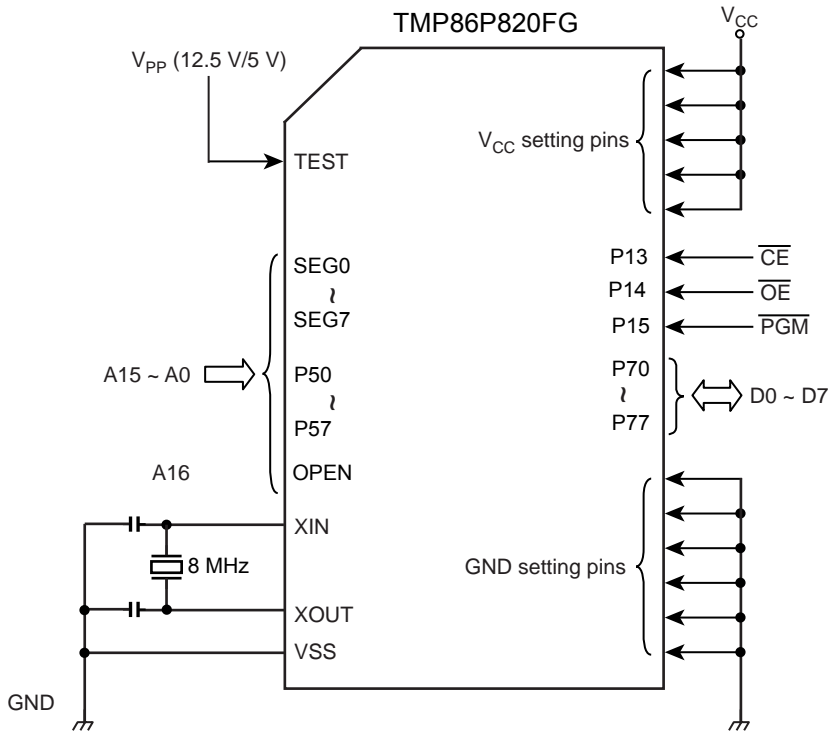 TMP86P820FG
VCC
VPP (12.5 V/5 V)
TEST
VCC setting pins
SEG0
~
SEG7
A15 ~ A0
P50
~
P57
A16
OPEN
XIN
8 MHz
XOUT
VSS
GND
P13
CE
P14
OE
P15
PGM
P70
~
P77
D0 ~ D7
GND setting pins